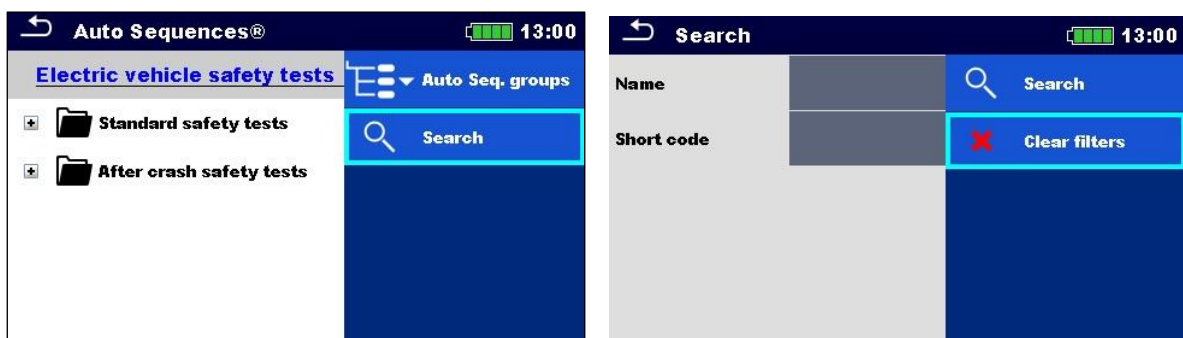 Auto Sequences® 13:00
Electric vehicle safety tests
Auto Seq. groups
Standard safety tests
Search
After crash safety tests
Search 13:00
Name
Search
Short code
Clear filters